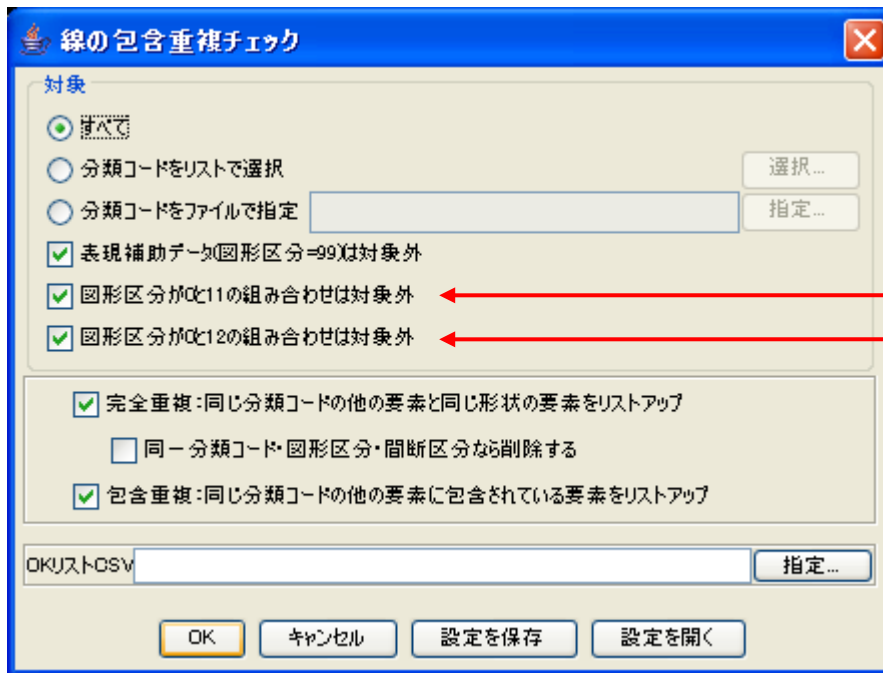 線の包含重複チェック
対象
すべて
分類コードをリストで選択
選択...
分類コードをファイルで指定
指定...
表現補助データ(図形区分=99)は対象外
図形区分が0と11の組み合わせは対象外
図形区分が0と12の組み合わせは対象外
完全重複：同じ分類コードの他の要素と同じ形状の要素をリストアップ
同一分類コード・図形区分・間断区分なら削除する
包含重複：同じ分類コードの他の要素に包含されている要素をリストアップ
OKリストCSV
指定...
OK
キャンセル
設定を保存
設定を開く